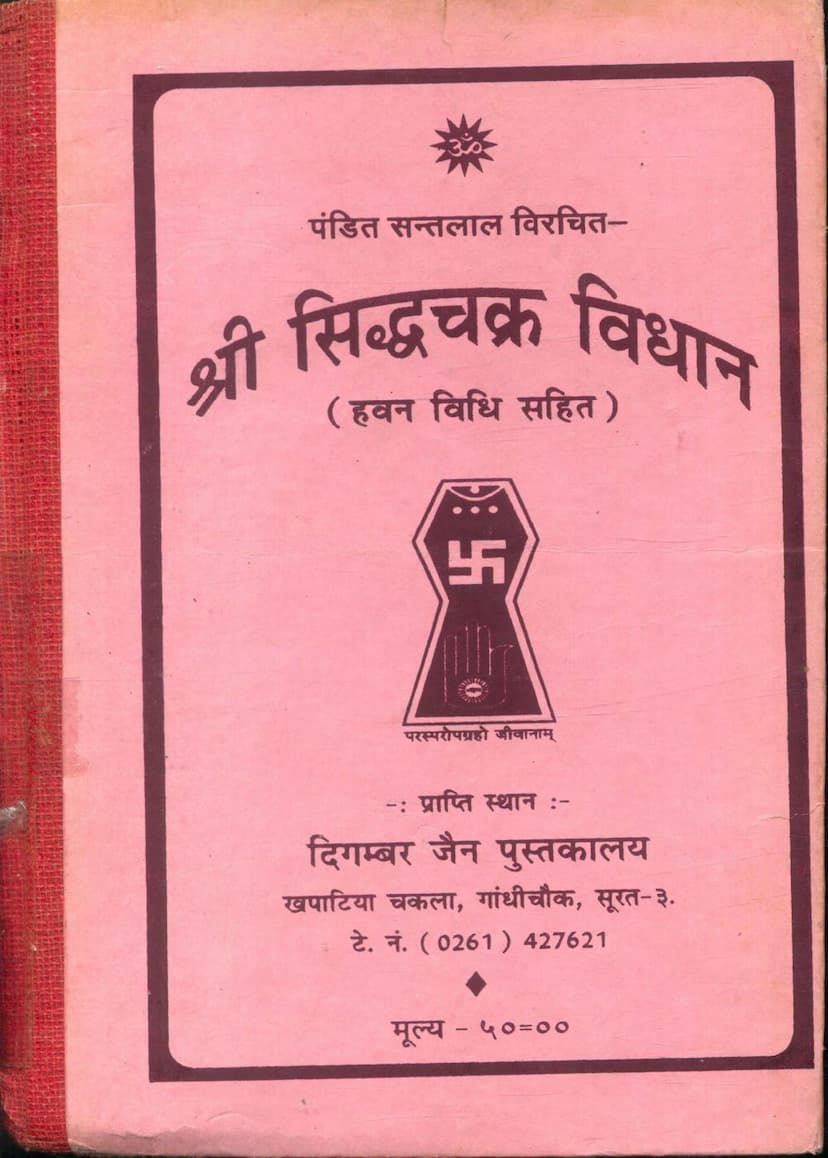 ॐ
पंडित सन्तलाल विरचित–
श्री सिद्धचक्र विधान
( हवन विधि सहित )
परस्परोपग्रहो जीवानाम्
-: प्राप्ति स्थान :-
दिगम्बर जैन पुस्तकालय
खपाटिया चकला, गांधीचौक, सूरत-३.
टे. नं. ( 0261 ) 427621
मूल्य - ५०=००